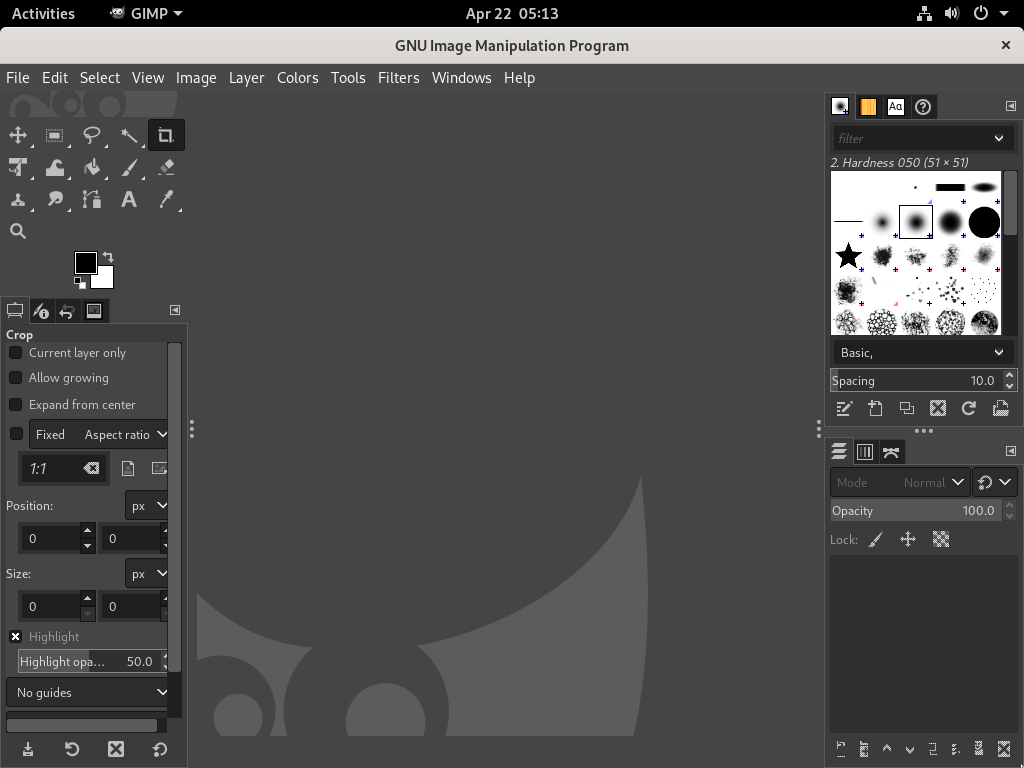 Activities GIMP Apr 22 05:13
GNU Image Manipulation Program
File Edit Select View Image Layer Colors Tools Filters Windows Help
Crop
Current layer only
Allow growing
Expand from center
Fixed Aspect ratio
1:1
Position: px
0 0
Size: px
0 0
Highlight
Highlight opa... 50.0
No guides
Aa
filter
2. Hardness 050 (51 × 51)
Basic,
Spacing 10.0
Mode Normal
Opacity 100.0
Lock: